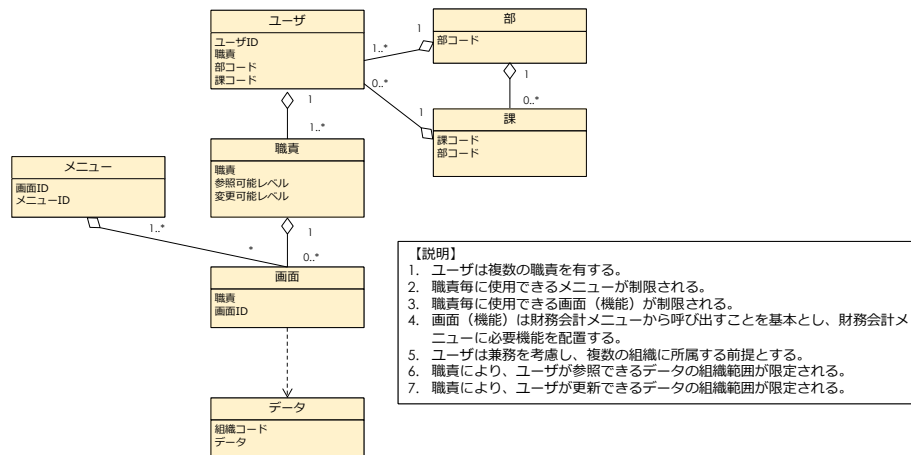 ユーザ
ユーザID
職責
部コード
課コード
部
部コード
1
1..*
0..*
1
1
0..*
課
課コード
部コード
1
1..*
職責
職責
参照可能レベル
変更可能レベル
メニュー
画面ID
メニューID
1..*
*
1
0..*
画面
職責
画面ID
データ
組織コード
データ
【説明】
1. ユーザは複数の職責を有する。
2. 職責毎に使用できるメニューが制限される。
3. 職責毎に使用できる画面（機能）が制限される。
4. 画面（機能）は財務会計メニューから呼び出すことを基本とし、財務会計メ
ニューに必要機能を配置する。
5. ユーザは兼務を考慮し、複数の組織に所属する前提とする。
6. 職責により、ユーザが参照できるデータの組織範囲が限定される。
7. 職責により、ユーザが更新できるデータの組織範囲が限定される。